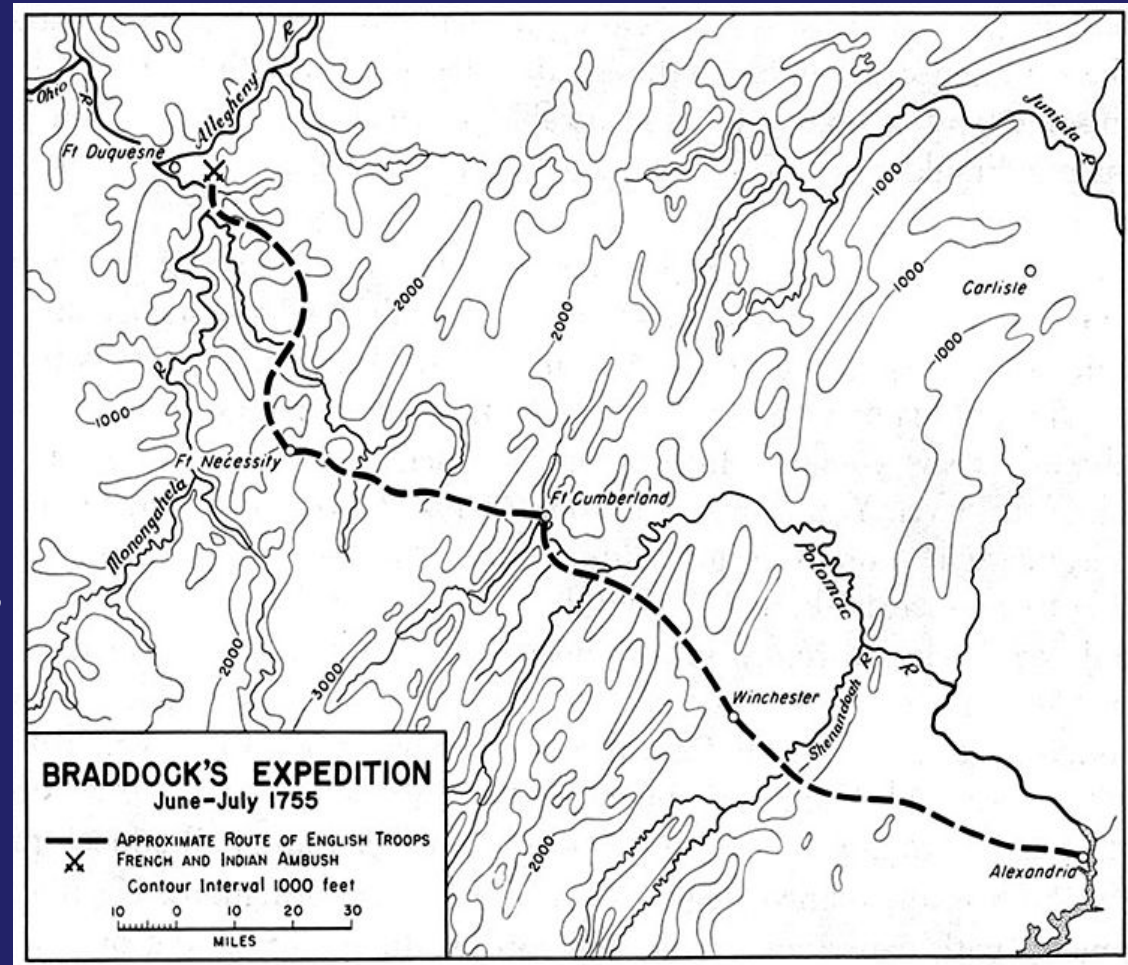 R
Ohio R
Allegheny
Ft Duquesne
Juniata R
1000
2000
2000
1000
Carlisle
1000
R
1000
Ft Necessity
Monongahela
Ft Cumberland
Potomac
R
2000
3000
Winchester
Shenandoah R
2000
Alexandria
BRADDOCK'S EXPEDITION
June-July 1755
APPROXIMATE ROUTE OF ENGLISH TROOPS
FRENCH AND INDIAN AMBUSH
Contour Interval 1000 feet
10 0 10 20 30
MILES